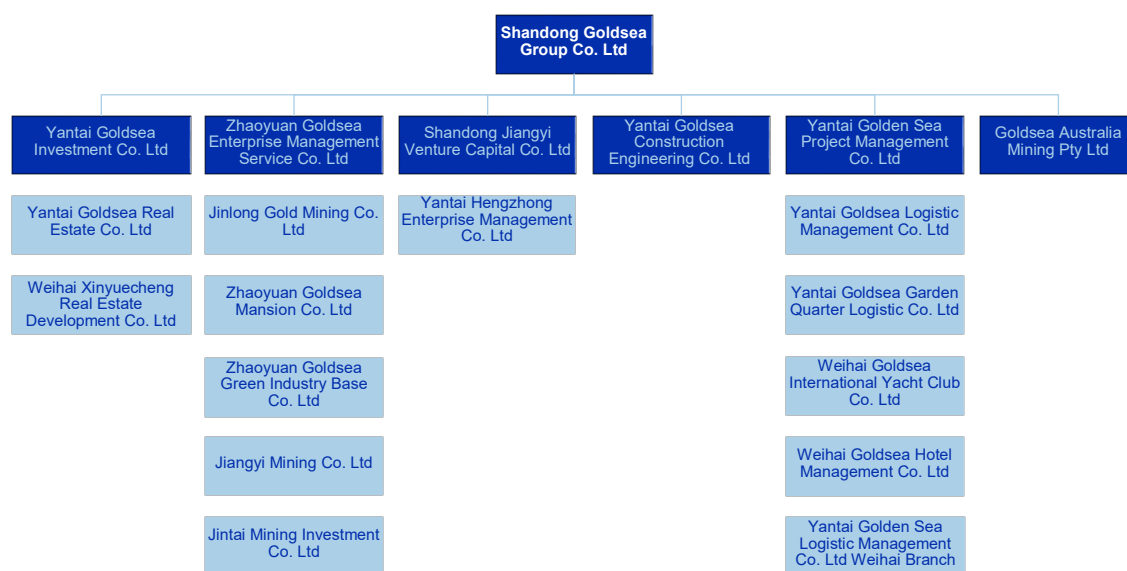 Shandong Goldsea
Group Co. Ltd
Yantai Goldsea
Investment Co. Ltd
Zhaoyuan Goldsea
Enterprise Management
Service Co. Ltd
Shandong Jiangyi
Venture Capital Co. Ltd
Yantai Goldsea
Construction
Engineering Co. Ltd
Yantai Golden Sea
Project Management
Co. Ltd
Goldsea Australia
Mining Pty Ltd
Yantai Goldsea Real
Estate Co. Ltd
Jinlong Gold Mining Co.
Ltd
Yantai Hengzhong
Enterprise Management
Co. Ltd
Yantai Goldsea Logistic
Management Co. Ltd
Weihai Xinyuecheng
Real Estate
Development Co. Ltd
Zhaoyuan Goldsea
Mansion Co. Ltd
Yantai Goldsea Garden
Quarter Logistic Co. Ltd
Zhaoyuan Goldsea
Green Industry Base
Co. Ltd
Weihai Goldsea
International Yacht Club
Co. Ltd
Jiangyi Mining Co. Ltd
Weihai Goldsea Hotel
Management Co. Ltd
Jintai Mining Investment
Co. Ltd
Yantai Golden Sea
Logistic Management
Co. Ltd Weihai Branch